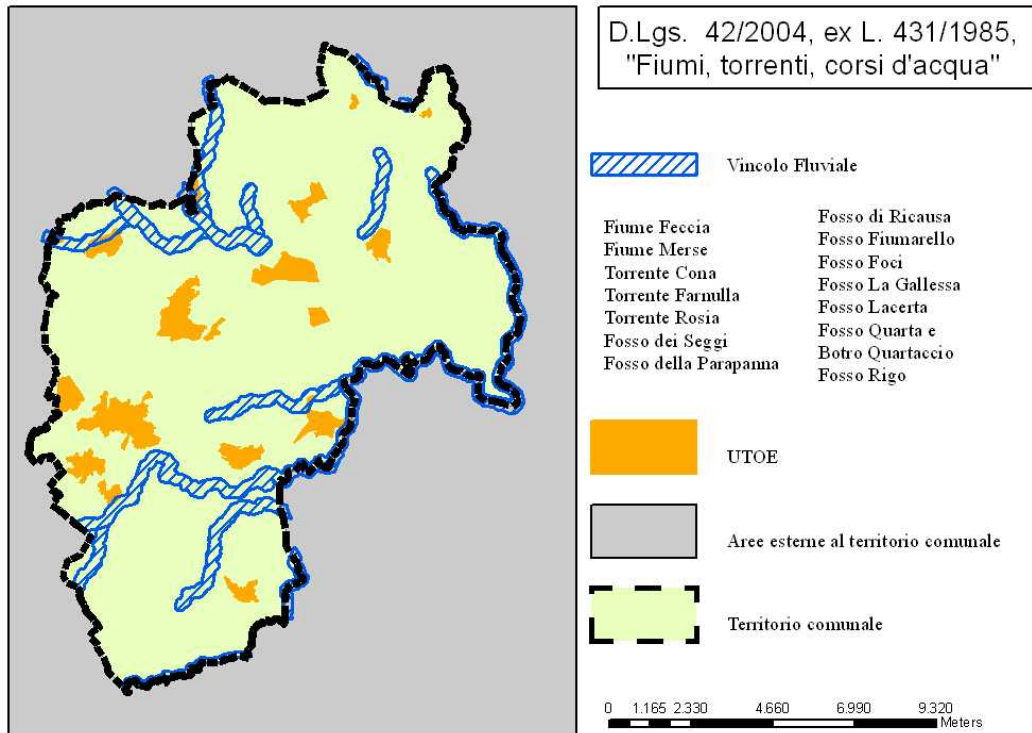 D.Lgs. 42/2004, ex L. 431/1985,
"Fiumi, torrenti, corsi d'acqua"
Vincolo Fluviale
Fiume Feccia
Fiume Merse
Torrente Cona
Torrente Farnulla
Torrente Rosia
Fosso dei Seggi
Fosso della Parapanna
Fosso di Ricausa
Fosso Fiumarello
Fosso Foci
Fosso La Gallessa
Fosso Lacerta
Fosso Quarta e
Botro Quartaccio
Fosso Rigo
UTOE
Aree esterne al territorio comunale
Territorio comunale
0 1.165 2.330 4.660 6.990 9.320
Meters